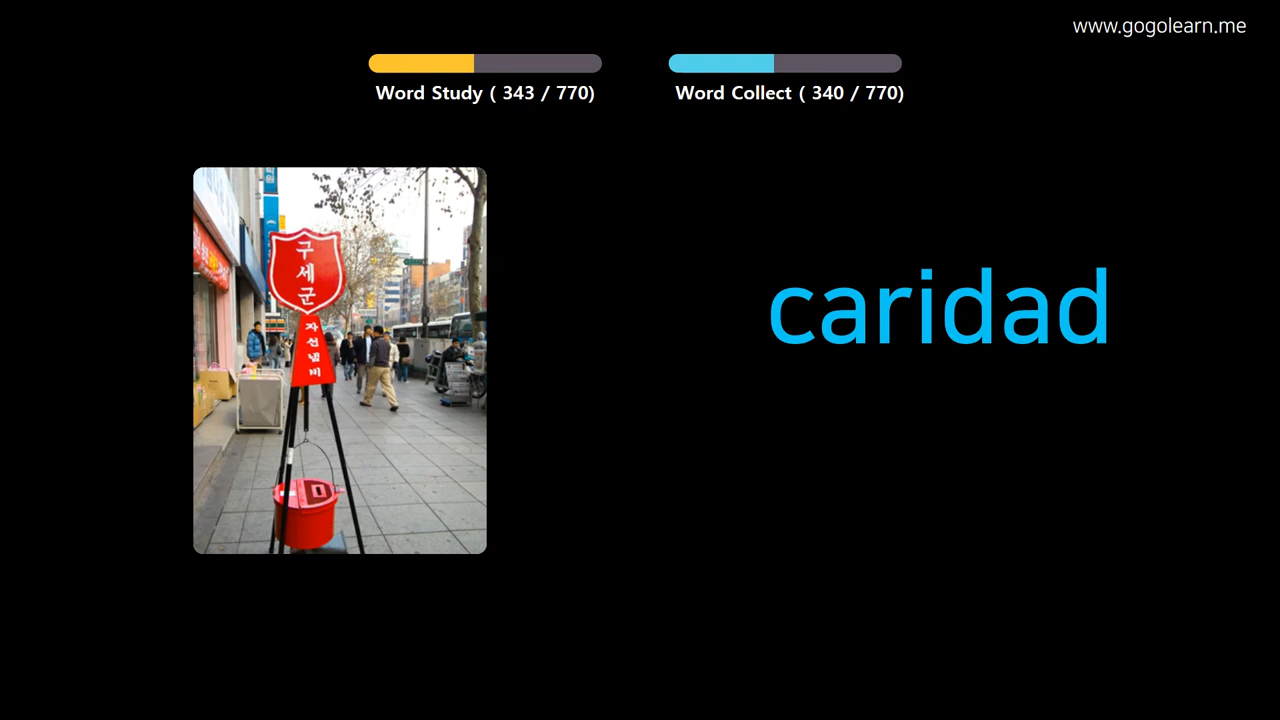 www.gogolearn.me
Word Study ( 343 / 770)
Word Collect ( 340 / 770)
caridad
구
세
군
자
선
냄
비